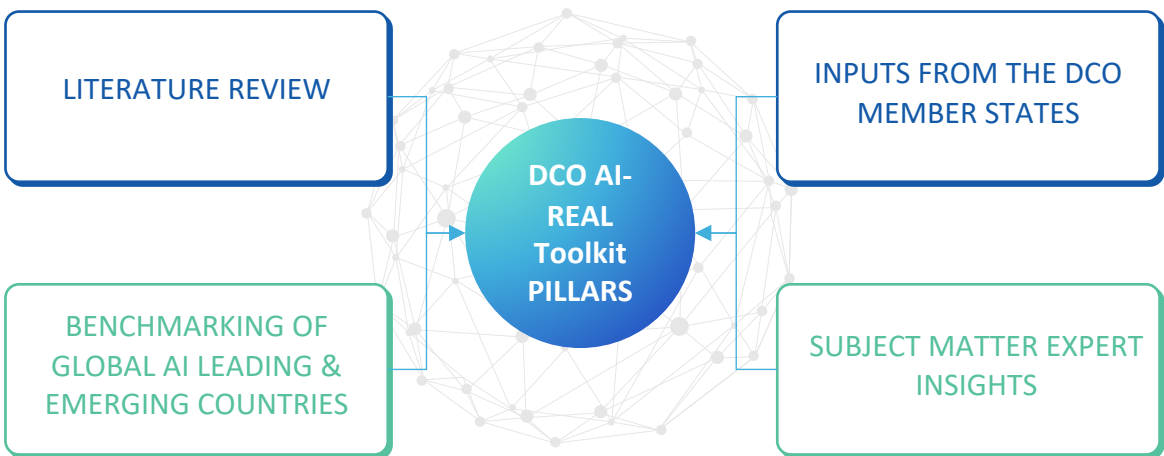 LITERATURE REVIEW
INPUTS FROM THE DCO
MEMBER STATES
DCO AI-
REAL
Toolkit
PILLARS
BENCHMARKING OF
GLOBAL AI LEADING &
EMERGING COUNTRIES
SUBJECT MATTER EXPERT
INSIGHTS